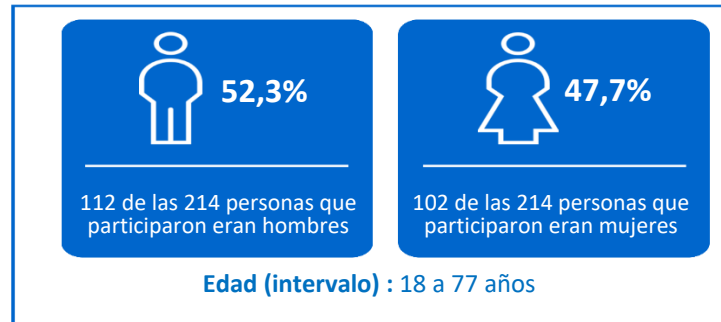 52,3%
112 de las 214 personas que
participaron eran hombres
47,7%
102 de las 214 personas que
participaron eran mujeres
Edad (intervalo) : 18 a 77 años